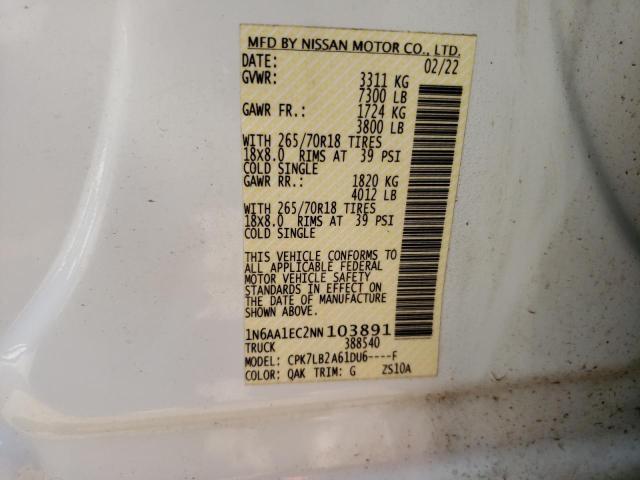 MFD BY NISSAN MOTOR CO., LTD.
DATE: 02/22
GVWR: 3311 KG
7300 LB
GAWR FR.: 1724 KG
3800 LB
WITH 265/70R18 TIRES
18X8.0 RIMS AT 39 PSI
COLD SINGLE
GAWR RR.: 1820 KG
4012 LB
WITH 265/70R18 TIRES
18X8.0 RIMS AT 39 PSI
COLD SINGLE
THIS VEHICLE CONFORMS TO
ALL APPLICABLE FEDERAL
MOTOR VEHICLE SAFETY
STANDARDS IN EFFECT ON
THE DATE OF MANUFACTURE
SHOWN ABOVE.
1N6AA1EC2NN103891
TRUCK 388540
MODEL: CPK7LB2A61DU6----F
COLOR: QAK TRIM: G ZS10A